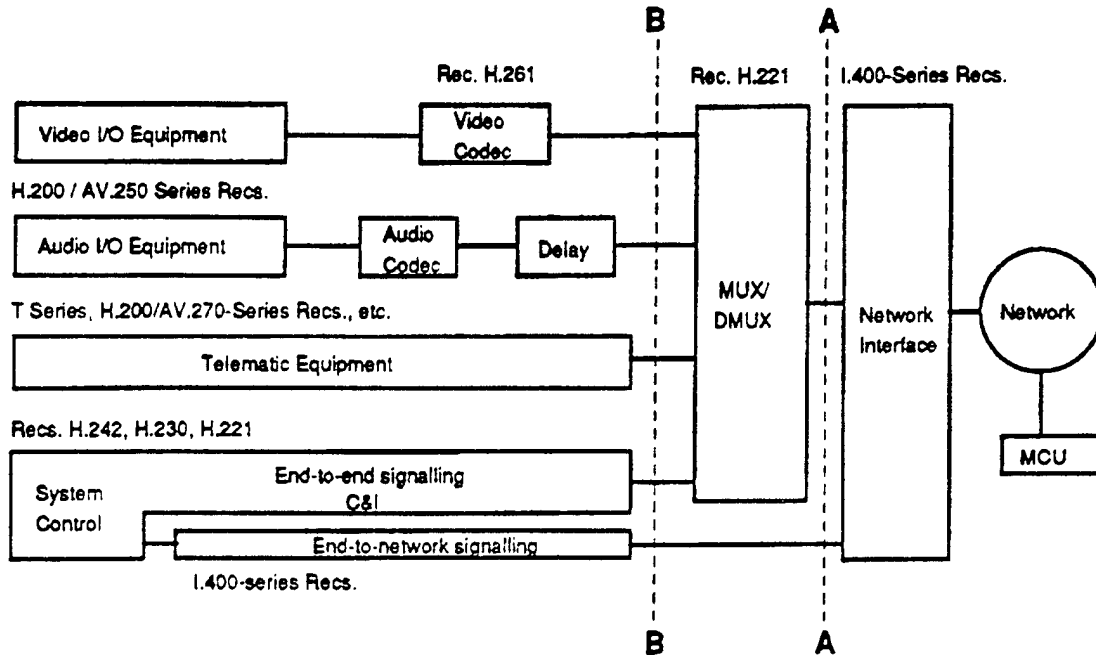 B
A
Rec. H.261
Rec. H.221
I.400-Series Recs.
Video I/O Equipment
Video
Codec
H.200 / AV.250 Series Recs.
Audio I/O Equipment
Audio
Codec
Delay
MUX/
DMUX
Network
Interface
Network
T Series, H.200/AV.270-Series Recs., etc.
Telematic Equipment
Recs. H.242, H.230, H.221
System
Control
End-to-end signalling
C&I
MCU
End-to-network signalling
I.400-series Recs.
B
A